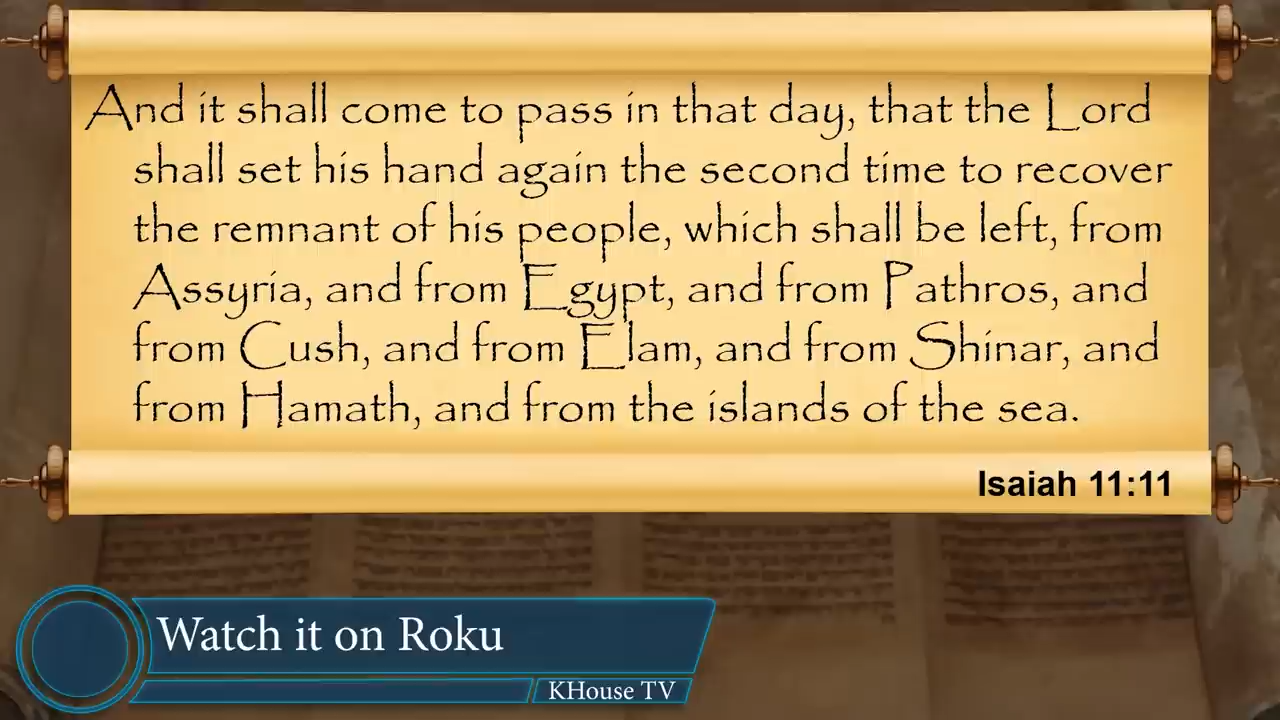 And it shall come to pass in that day, that the Lord
shall set his hand again the second time to recover
the remnant of his people, which shall be left, from
Assyria, and from Egypt, and from Pathros, and
from Cush, and from Elam, and from Shinar, and
from Hamath, and from the islands of the sea.
Isaiah 11:11
Watch it on Roku
KHouse TV